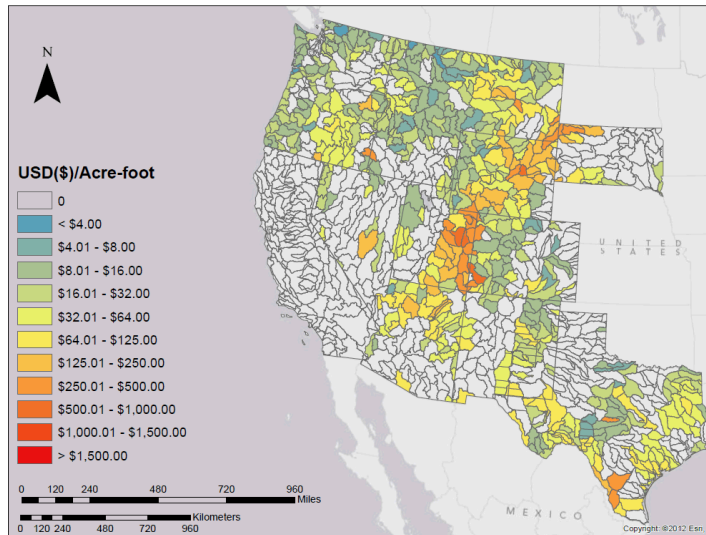 N
USD($)/Acre-foot
0
< $4.00
$4.01 - $8.00
$8.01 - $16.00
$16.01 - $32.00
$32.01 - $64.00
$64.01 - $125.00
$125.01 - $250.00
$250.01 - $500.00
$500.01 - $1,000.00
$1,000.01 - $1,500.00
> $1,500.00
UNITED
STATES
0 120 240 480 720 960
Miles
Kilometers
0 120 240 480 720 960
MEXICO
Copyright: ©2012 Esri